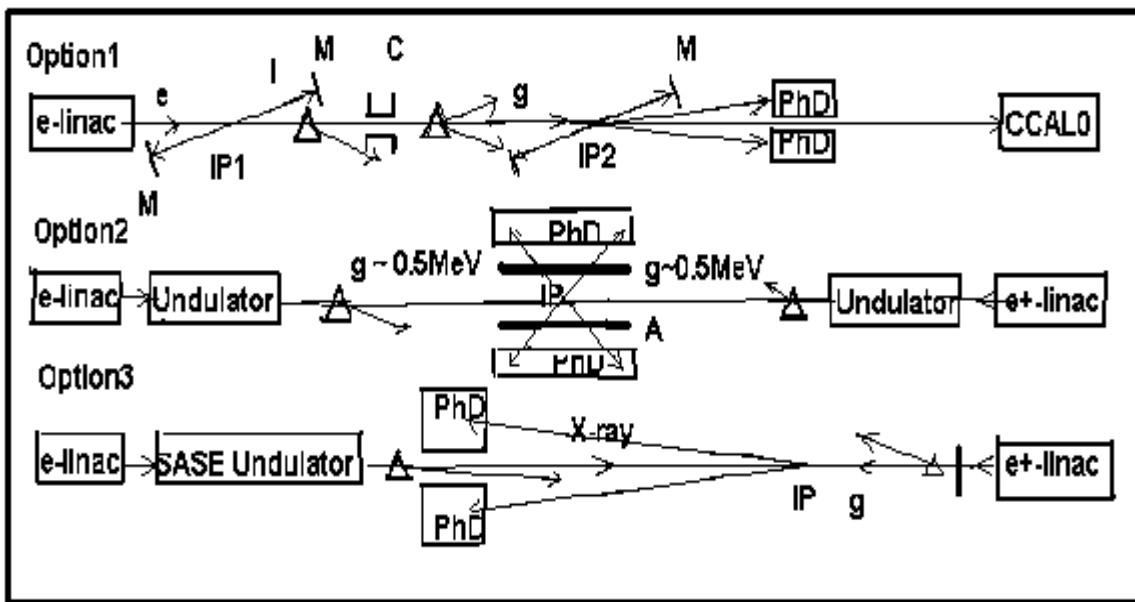 Option1
M C M
l
e g
e-linac PhD
CCAL0
PhD
IP1 IP2
M
Option2
PhD
g ~ 0.5MeV g~0.5MeV
e-linac Undulator IP Undulator e+-linac
A
PhD
Option3
PhD
X-ray
e-linac SASE Undulator e+-linac
IP g
PhD